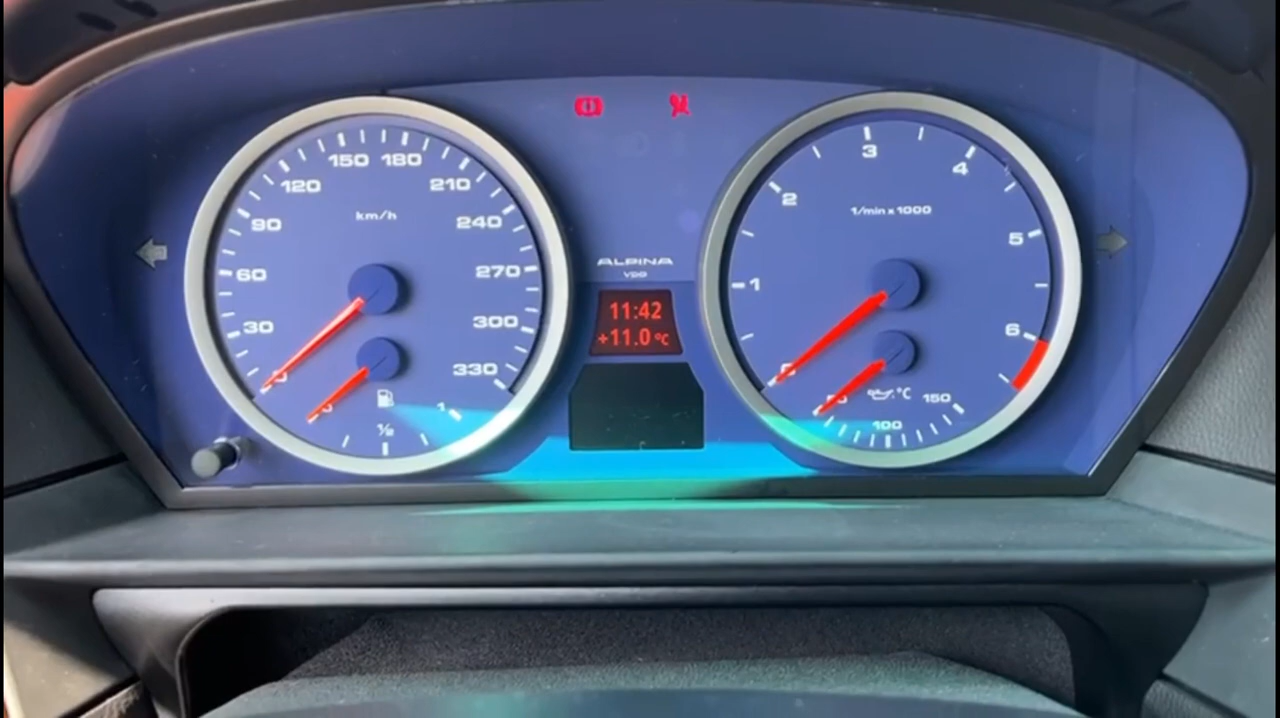 150 180
120 210
90 km/h 240
60 270
30 300
330
1
½
3
2 4
1/min x 1000
1 5
6
°C 150
100
ALPINA
VDO
11:42
+11.0 °C